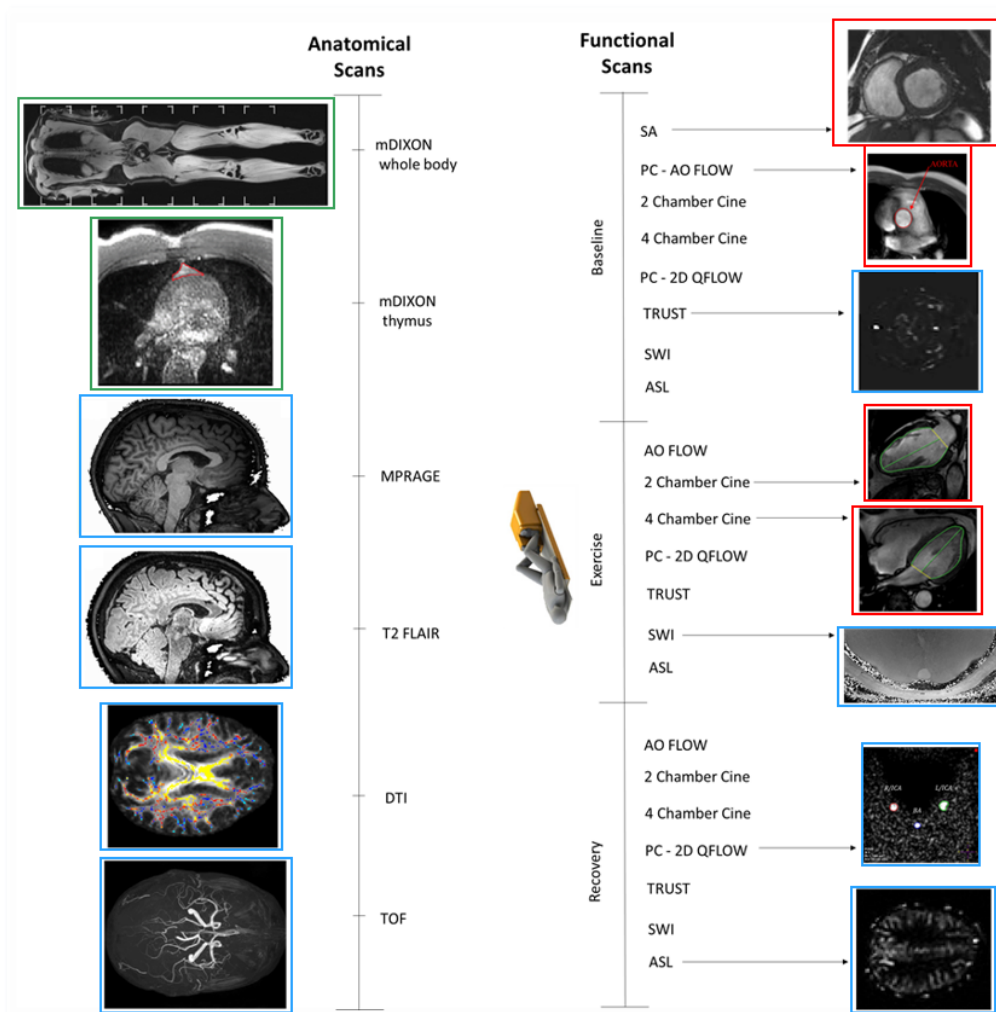 Anatomical
Scans
mDIXON
whole body
mDIXON
thymus
MPRAGE
T2 FLAIR
DTI
TOF
Functional
Scans
Baseline
SA
PC - AO FLOW
2 Chamber Cine
4 Chamber Cine
PC - 2D QFLOW
TRUST
SWI
ASL
AORTA
Exercise
AO FLOW
2 Chamber Cine
4 Chamber Cine
PC - 2D QFLOW
TRUST
SWI
ASL
Recovery
AO FLOW
2 Chamber Cine
4 Chamber Cine
PC - 2D QFLOW
TRUST
SWI
ASL
R/ICA
L/ICA
BA